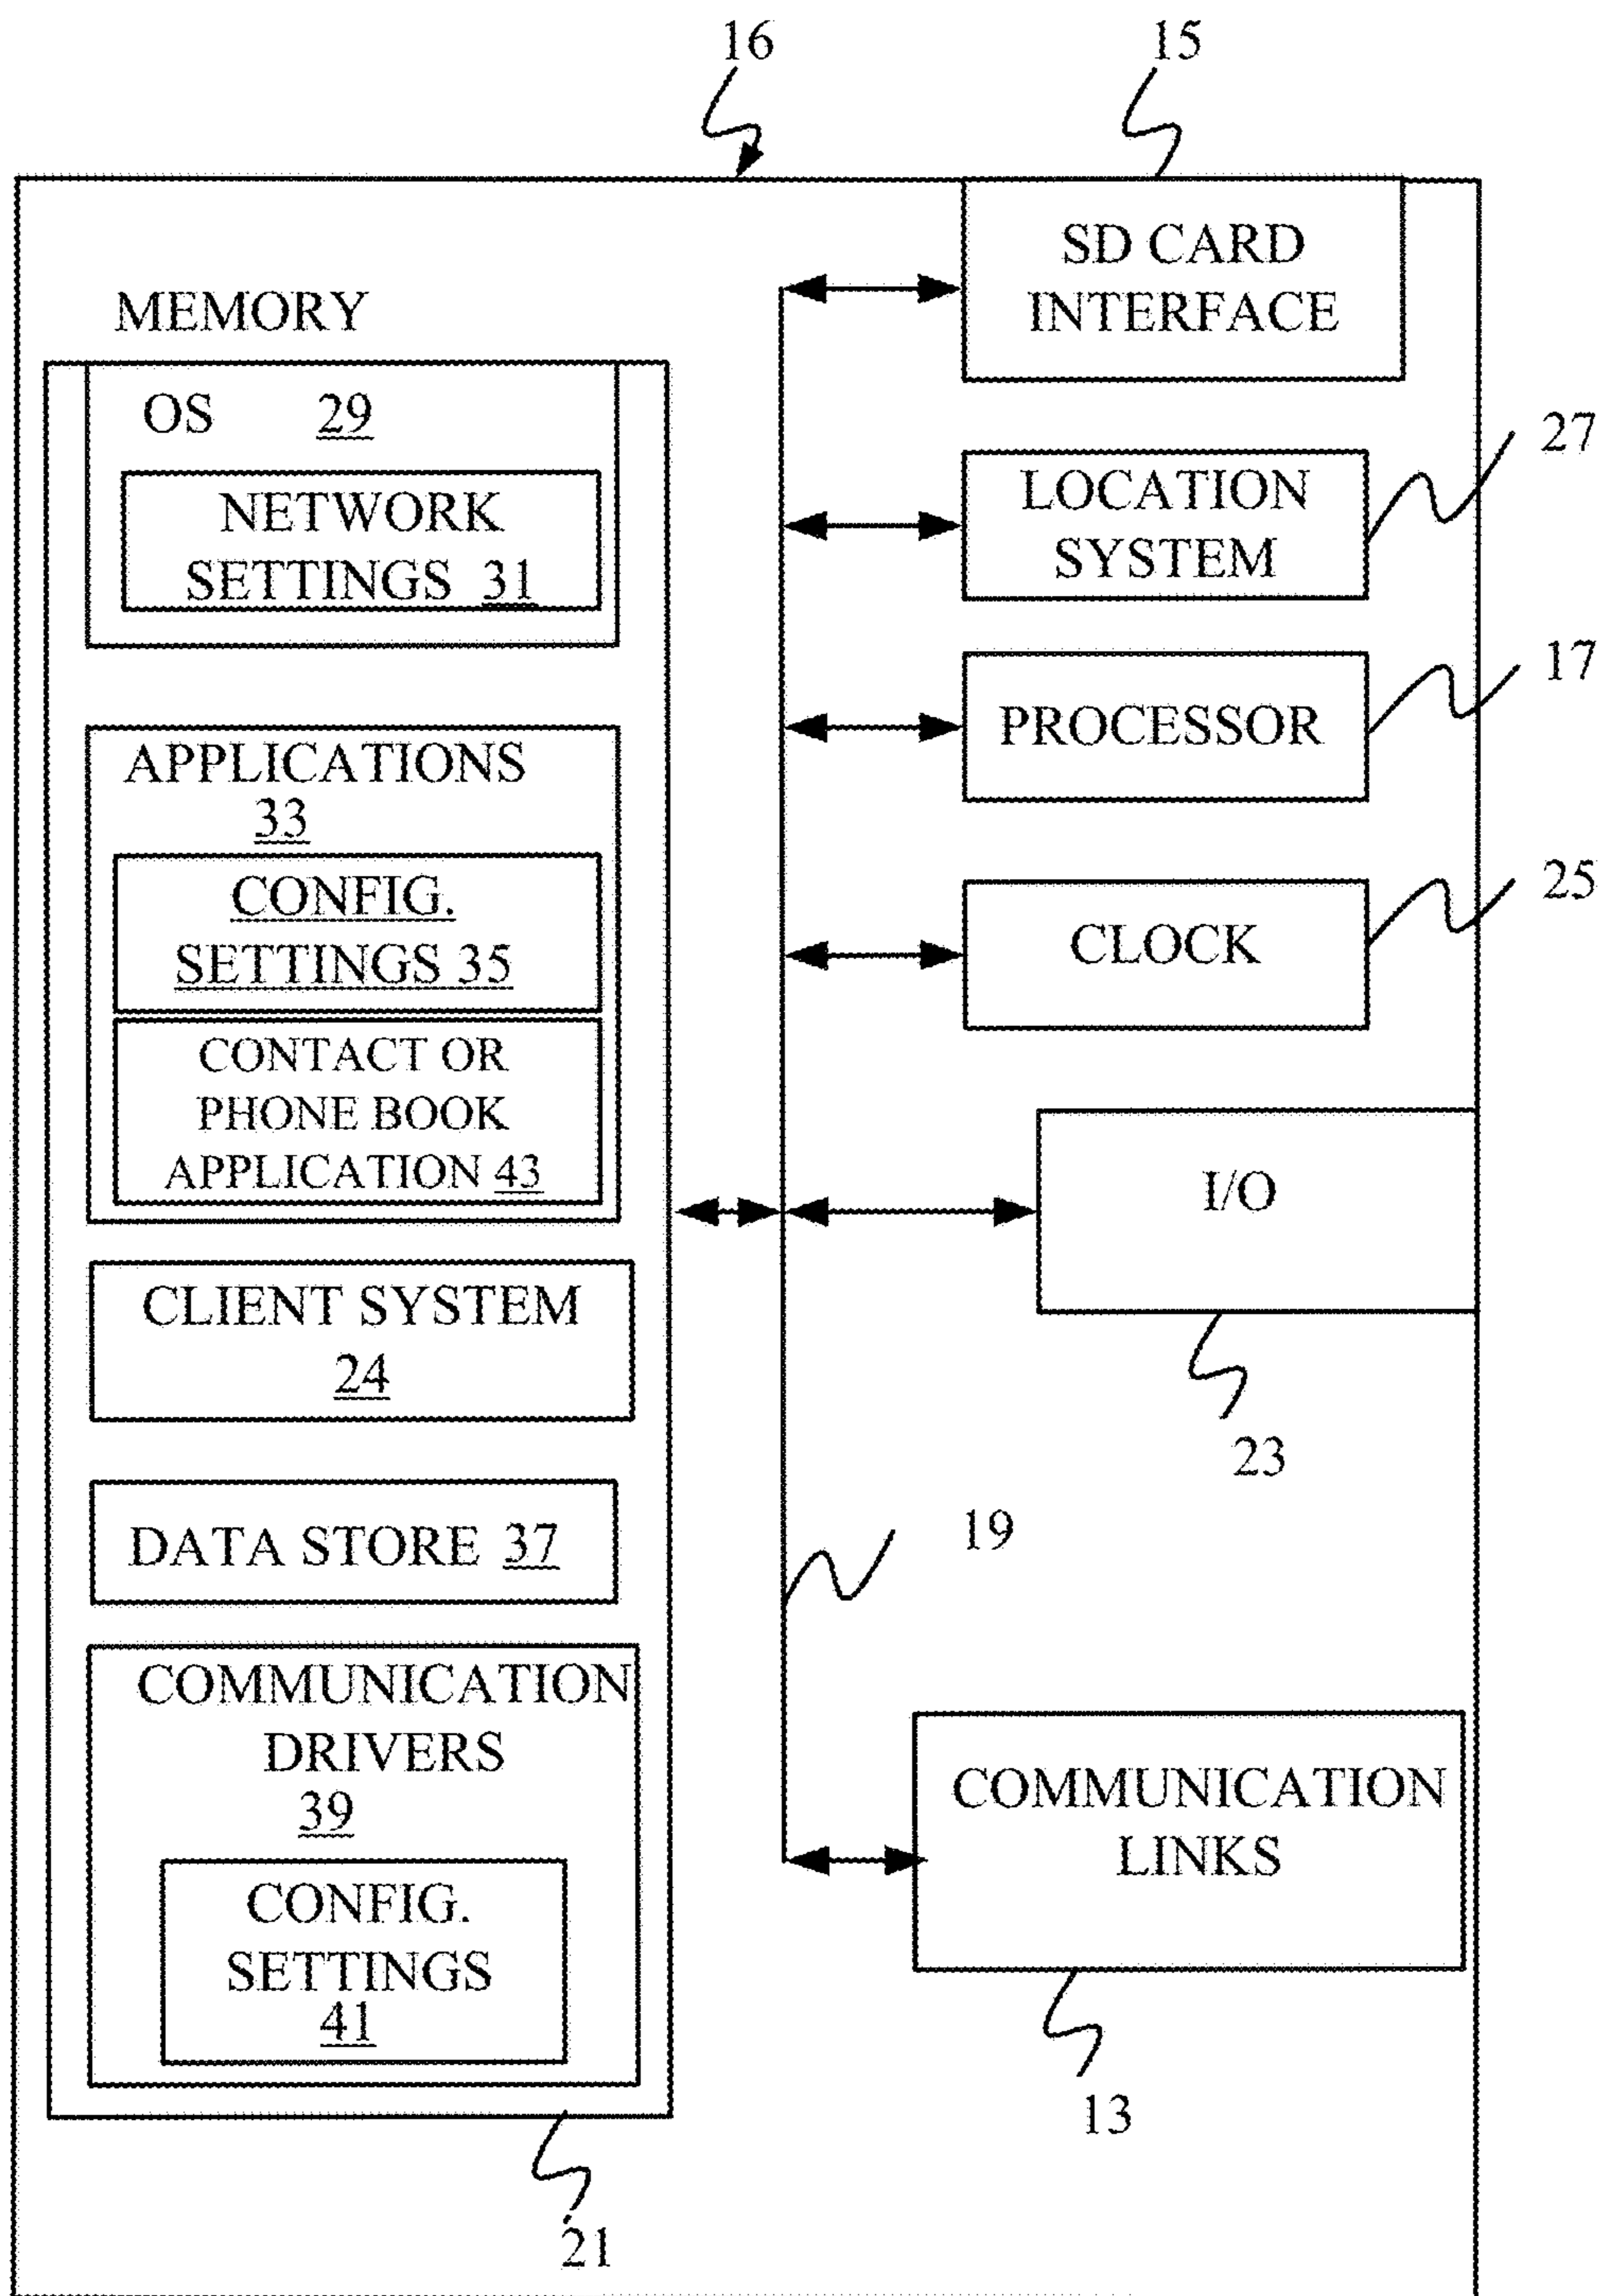 16
15
SD CARD
INTERFACE
MEMORY
OS 29
NETWORK
SETTINGS 31
27
LOCATION
SYSTEM
17
PROCESSOR
APPLICATIONS
33
CONFIG.
SETTINGS 35
25
CLOCK
CONTACT OR
PHONE BOOK
APPLICATION 43
I/O
CLIENT SYSTEM
24
23
DATA STORE 37
19
COMMUNICATION
DRIVERS
39
CONFIG.
SETTINGS
41
COMMUNICATION
LINKS
13
21